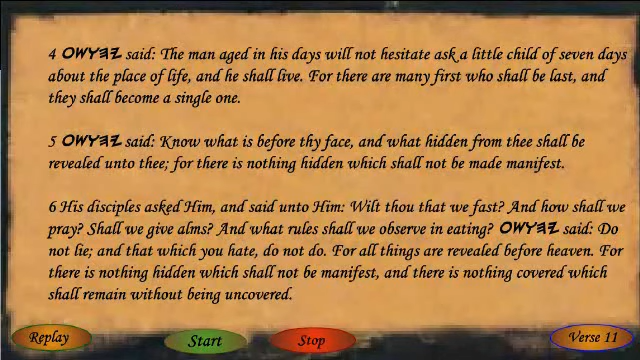 4 𐤉𐤄𐤅𐤔𐤏 said: The man aged in his days will not hesitate ask a little child of seven days
about the place of life, and he shall live. For there are many first who shall be last, and
they shall become a single one.
5 𐤉𐤄𐤅𐤔𐤏 said: Know what is before thy face, and what hidden from thee shall be
revealed unto thee; for there is nothing hidden which shall not be made manifest.
6 His disciples asked Him, and said unto Him: Wilt thou that we fast? And how shall we
pray? Shall we give alms? And what rules shall we observe in eating? 𐤉𐤄𐤅𐤔𐤏 said: Do
not lie; and that which you hate, do not do. For all things are revealed before heaven. For
there is nothing hidden which shall not be manifest, and there is nothing covered which
shall remain without being uncovered.
Replay
Start
Stop
Verse 11